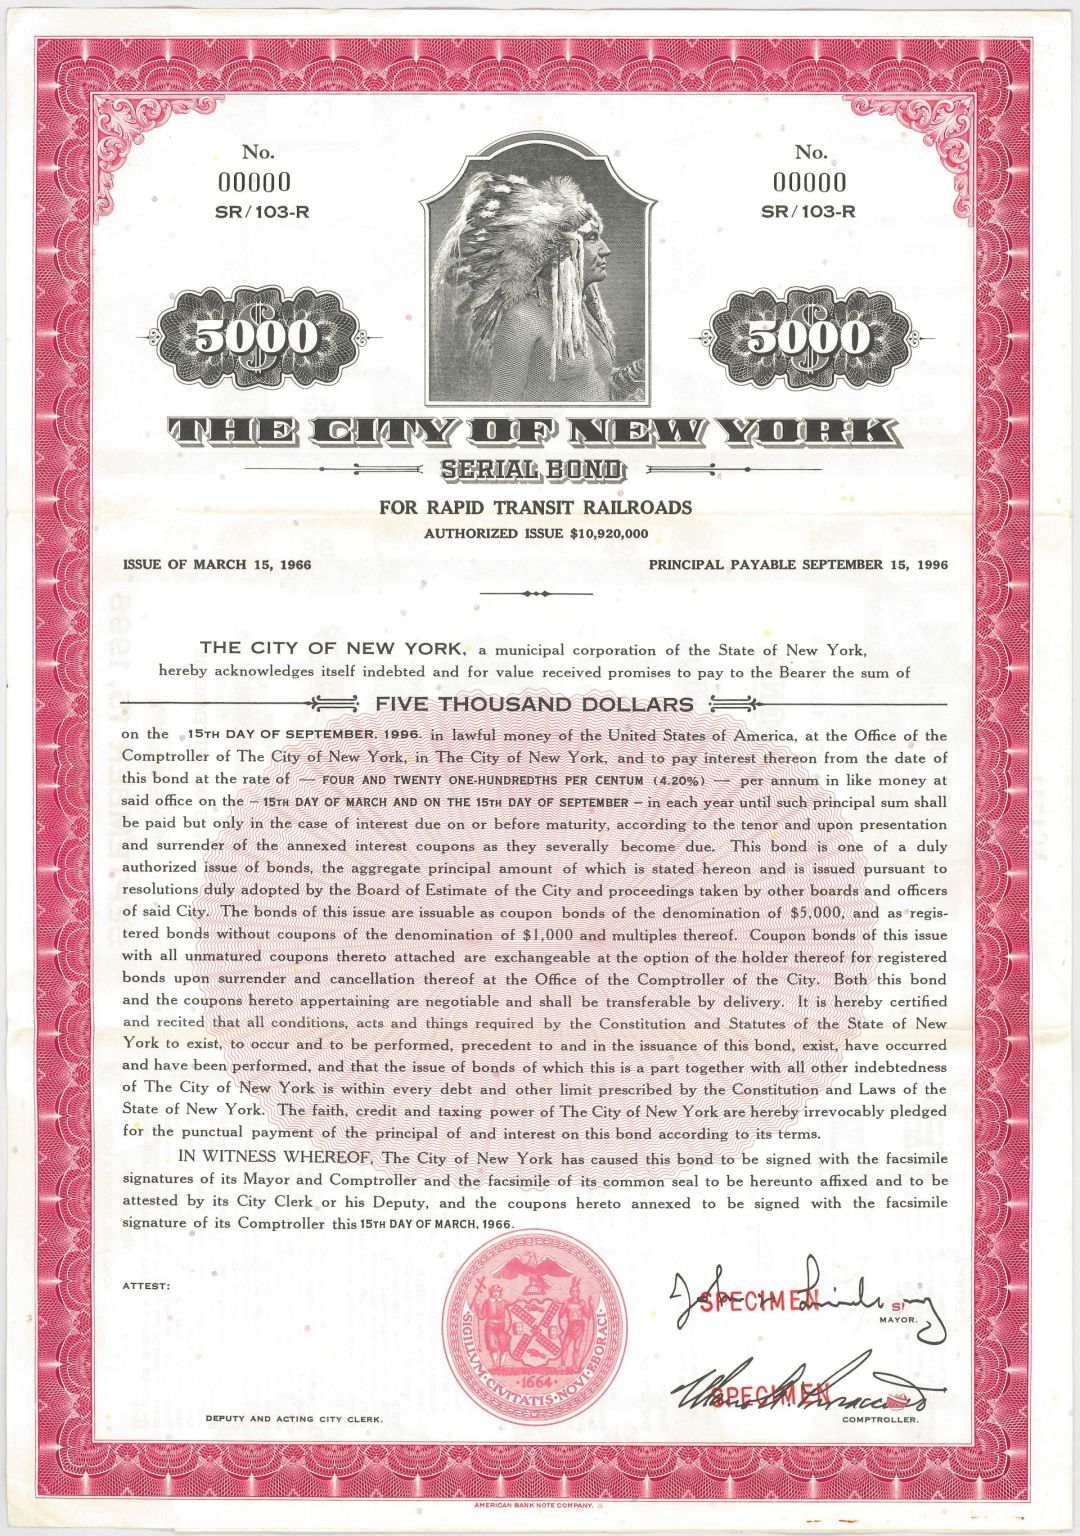 No.
00000
SR/103-R
No.
00000
SR/103-R
5000
5000
THE CITY OF NEW YORK
SERIAL BOND
FOR RAPID TRANSIT RAILROADS
AUTHORIZED ISSUE $10,920,000
ISSUE OF MARCH 15, 1966
PRINCIPAL PAYABLE SEPTEMBER 15, 1996
THE CITY OF NEW YORK, a municipal corporation of the State of New York,
hereby acknowledges itself indebted and for value received promises to pay to the Bearer the sum of
FIVE THOUSAND DOLLARS
on the 15TH DAY OF SEPTEMBER, 1996, in lawful money of the United States of America, at the Office of the
Comptroller of The City of New York, in The City of New York, and to pay interest thereon from the date of
this bond at the rate of — FOUR AND TWENTY ONE-HUNDREDTHS PER CENTUM (4.20%) — per annum in like money at
said office on the – 15TH DAY OF MARCH AND ON THE 15TH DAY OF SEPTEMBER – in each year until such principal sum shall
be paid but only in the case of interest due on or before maturity, according to the tenor and upon presentation
and surrender of the annexed interest coupons as they severally become due. This bond is one of a duly
authorized issue of bonds, the aggregate principal amount of which is stated hereon and is issued pursuant to
resolutions duly adopted by the Board of Estimate of the City and proceedings taken by other boards and officers
of said City. The bonds of this issue are issuable as coupon bonds of the denomination of $5,000, and as regis-
tered bonds without coupons of the denomination of $1,000 and multiples thereof. Coupon bonds of this issue
with all unmatured coupons thereto attached are exchangeable at the option of the holder thereof for registered
bonds upon surrender and cancellation thereof at the Office of the Comptroller of the City. Both this bond
and the coupons hereto appertaining are negotiable and shall be transferable by delivery. It is hereby certified
and recited that all conditions, acts and things required by the Constitution and Statutes of the State of New
York to exist, to occur and to be performed, precedent to and in the issuance of this bond, exist, have occurred
and have been performed, and that the issue of bonds of which this is a part together with all other indebtedness
of The City of New York is within every debt and other limit prescribed by the Constitution and Laws of the
State of New York. The faith, credit and taxing power of The City of New York are hereby irrevocably pledged
for the punctual payment of the principal of and interest on this bond according to its terms.
IN WITNESS WHEREOF, The City of New York has caused this bond to be signed with the facsimile
signatures of its Mayor and Comptroller and the facsimile of its common seal to be hereunto affixed and to be
attested by its City Clerk or his Deputy, and the coupons hereto annexed to be signed with the facsimile
signature of its Comptroller this 15TH DAY OF MARCH, 1966.
ATTEST:
SIGILLUM·CIVITATIS·NOVI·EBORACI
·1664·
John V. Lindsay
SPECIMEN
MAYOR.
Mario A. Procaccino
SPECIMEN
COMPTROLLER.
DEPUTY AND ACTING CITY CLERK.
AMERICAN BANK NOTE COMPANY.